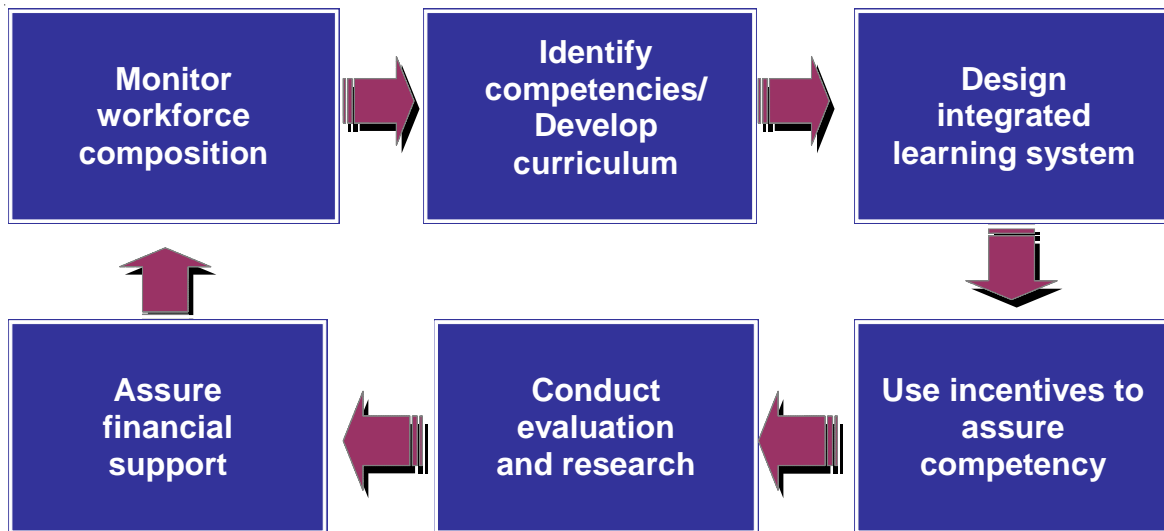 Monitor
workforce
composition
Identify
competencies/
Develop
curriculum
Design
integrated
learning system
Assure
financial
support
Conduct
evaluation
and research
Use incentives to
assure
competency